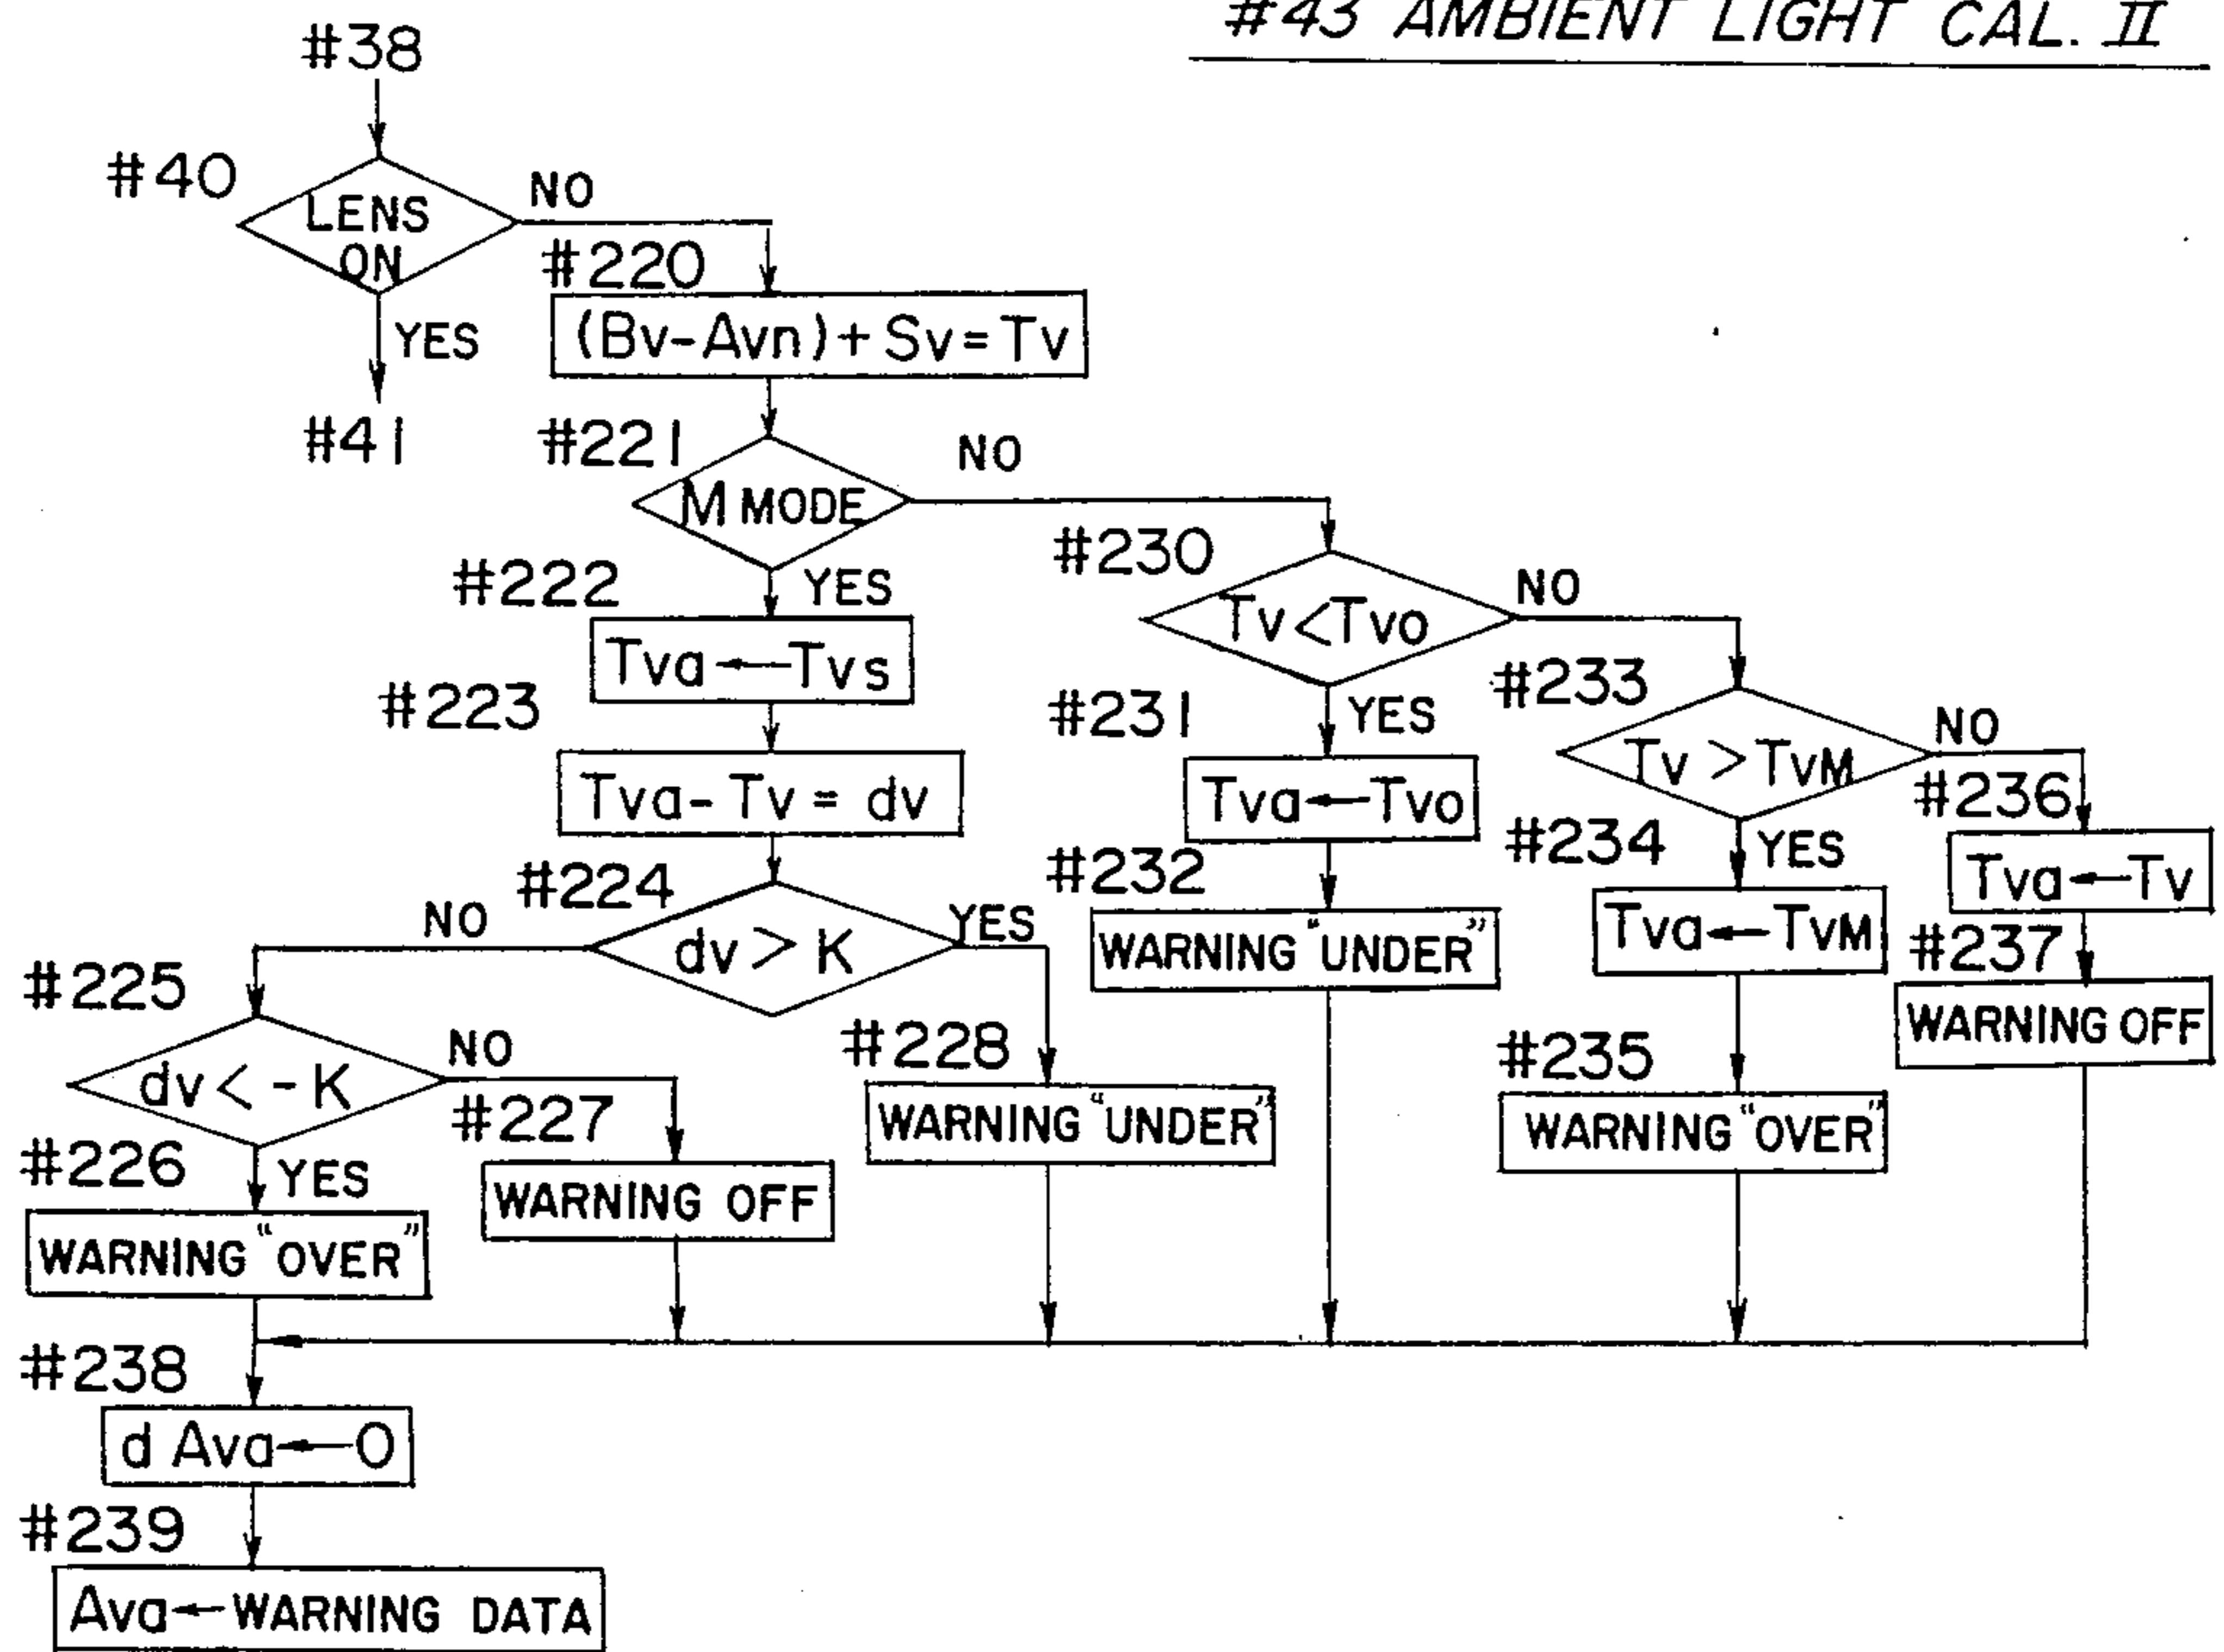 #43 AMBIENT LIGHT CAL. II
#38
#40
LENS
ON
NO
YES
#41
#220
(Bv-Avn)+Sv=Tv
#221
M MODE
NO
YES
#222
Tva←Tvs
#223
Tva-Tv=dv
#224
dv>K
NO
YES
#225
dv<-K
NO
YES
#226
WARNING "OVER"
#227
WARNING OFF
#228
WARNING "UNDER"
#230
Tv<Tvo
NO
YES
#231
Tva←Tvo
#232
WARNING "UNDER"
#233
Tv>TvM
NO
YES
#234
Tva←TvM
#235
WARNING "OVER"
#236
Tva←Tv
#237
WARNING OFF
#238
d Ava←O
#239
Ava←WARNING DATA